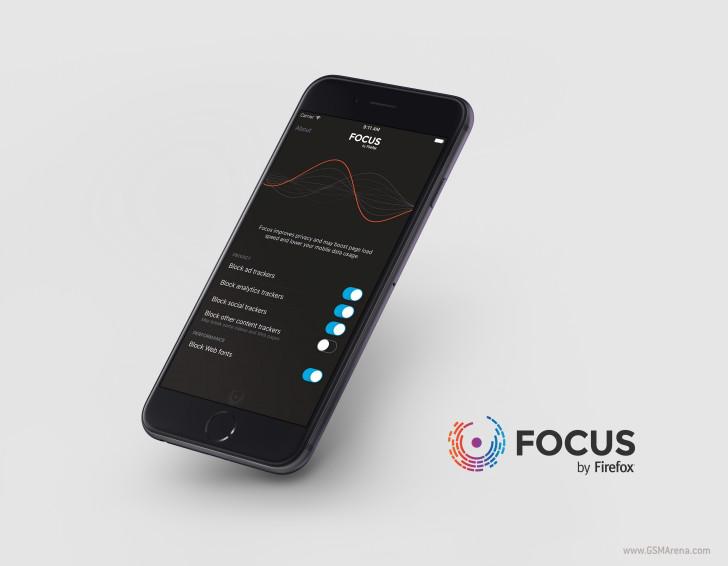 Carrier
9:11 AM
About
FOCUS
by Firefox
Focus improves privacy and may boost page load
speed and lower your mobile data usage.
PRIVACY
Block ad trackers
Block analytics trackers
Block social trackers
Block other content trackers
May break some videos and Web pages
PERFORMANCE
Block Web fonts
FOCUS
by Firefox
www.GSMArena.com